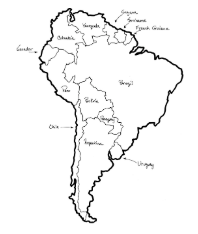 Guyana
Suriname
French Guiana
Venezuela
Colombia
Ecuador
Brazil
Peru
Bolivia
Paraguay
Chile
Argentina
Uruguay